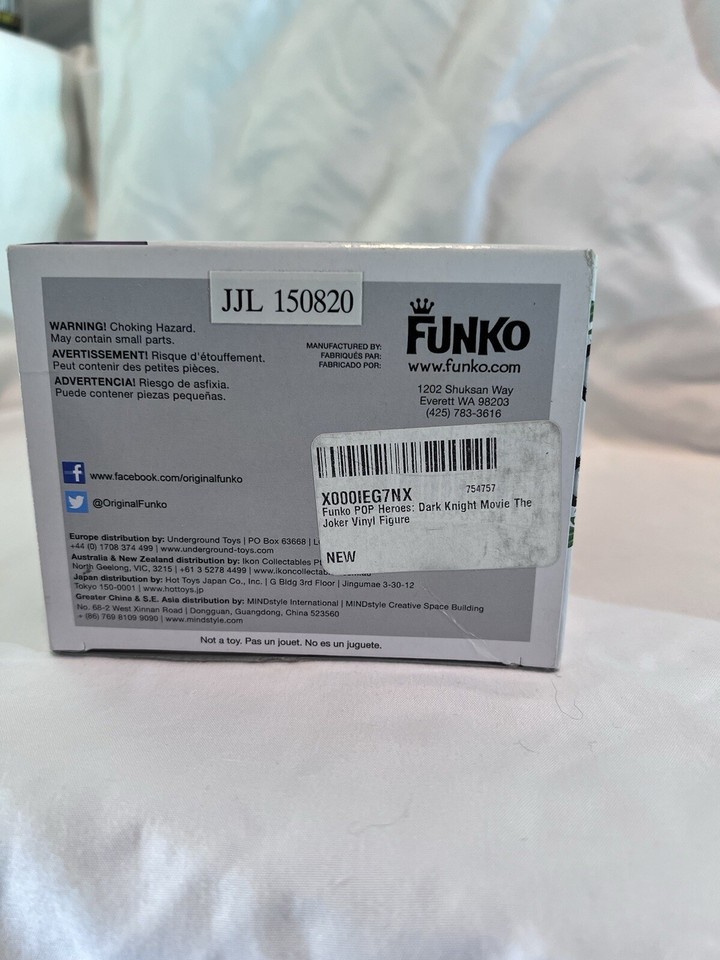 JJL 150820
WARNING! Choking Hazard.
May contain small parts.
AVERTISSEMENT! Risque d'étouffement.
Peut contenir des petites pièces.
ADVERTENCIA! Riesgo de asfixia.
Puede contener piezas pequeñas.
MANUFACTURED BY:
FABRIQUÉS PAR:
FABRICADO POR:
FUNKO
www.funko.com
1202 Shuksan Way
Everett WA 98203
(425) 783-3616
www.facebook.com/originalfunko
@OriginalFunko
X000IEG7NX
754757
Funko POP Heroes: Dark Knight Movie The
Joker Vinyl Figure
NEW
Europe distribution by: Underground Toys | PO Box 63668 |
+44 (0) 1708 374 499 | www.underground-toys.com
Australia & New Zealand distribution by: Ikon Collectables
North Geelong, VIC, 3215 | +61 3 5278 4499 |
Japan distribution by: Hot Toys Japan Co., Inc. | G Bldg 3rd Floor | Jingumae 3-30-12
Tokyo 150-0001 | www.hottoys.jp
Greater China & S.E. Asia distribution by: MINDstyle International | MINDstyle Creative Space Building
No. 68-2 West Xinnan Road | Dongguan, Guangdong, China 523560
+ (86) 769 8109 9090 | www.mindstyle.com
Not a toy. Pas un jouet. No es un juguete.